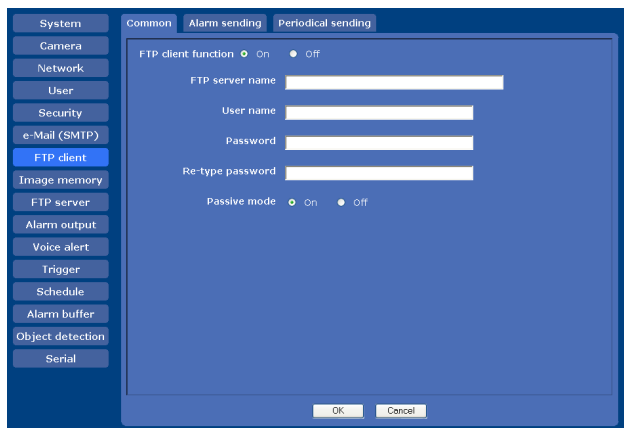 System
Camera
Network
User
Security
e-Mail (SMTP)
FTP client
Image memory
FTP server
Alarm output
Voice alert
Trigger
Schedule
Alarm buffer
Object detection
Serial
Common Alarm sending Periodical sending
FTP client function On Off
FTP server name
User name
Password
Re-type password
Passive mode On Off
OK Cancel